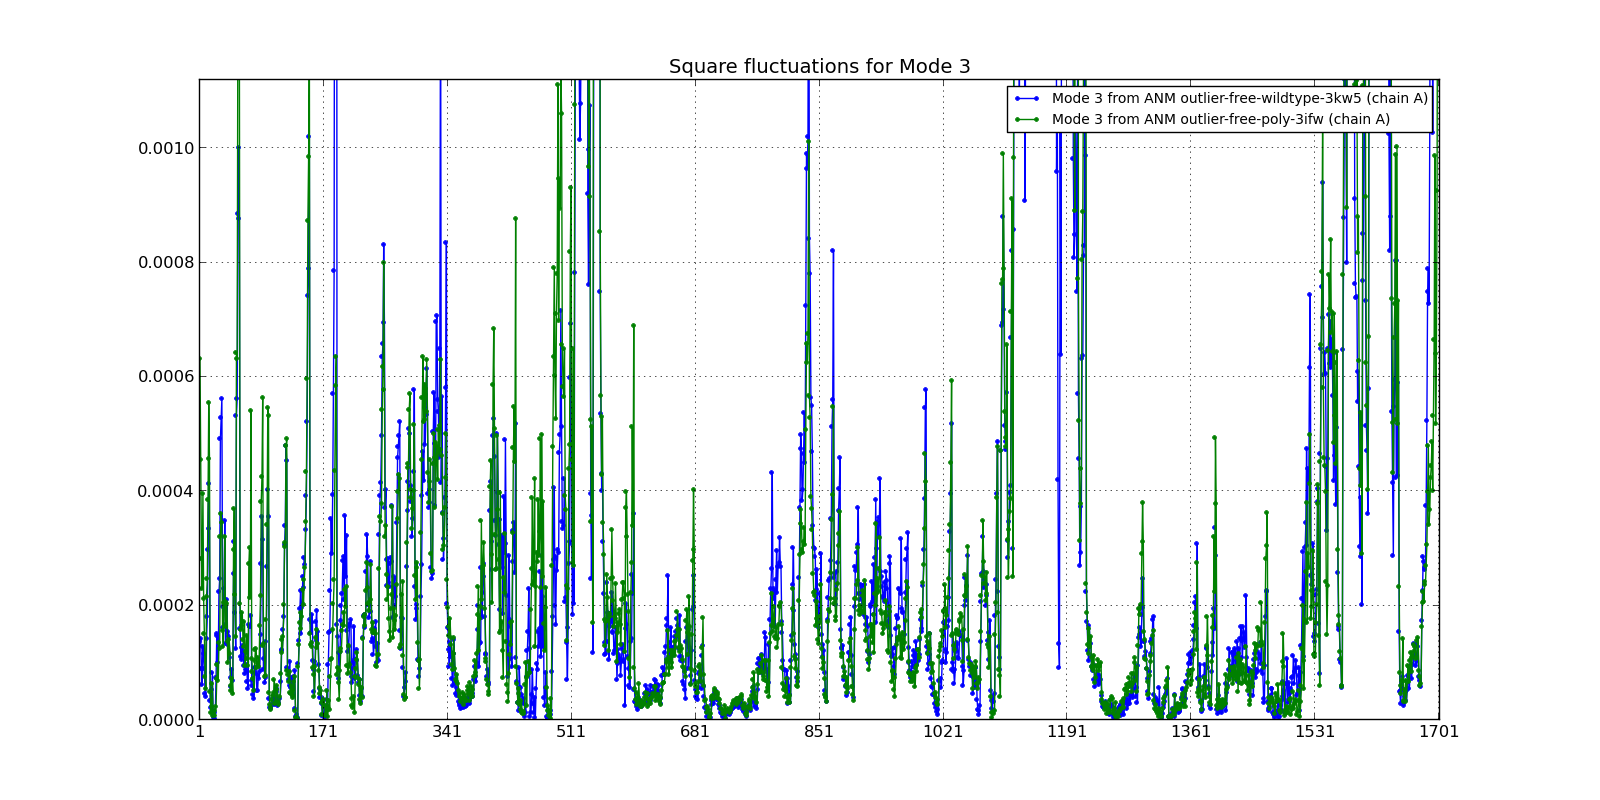 Square fluctuations for Mode 3
Mode 3 from ANM outlier-free-wildtype-3kw5 (chain A)
Mode 3 from ANM outlier-free-poly-3ifw (chain A)
0.0010
0.0008
0.0006
0.0004
0.0002
0.0000
1 171 341 511 681 851 1021 1191 1361 1531 1701